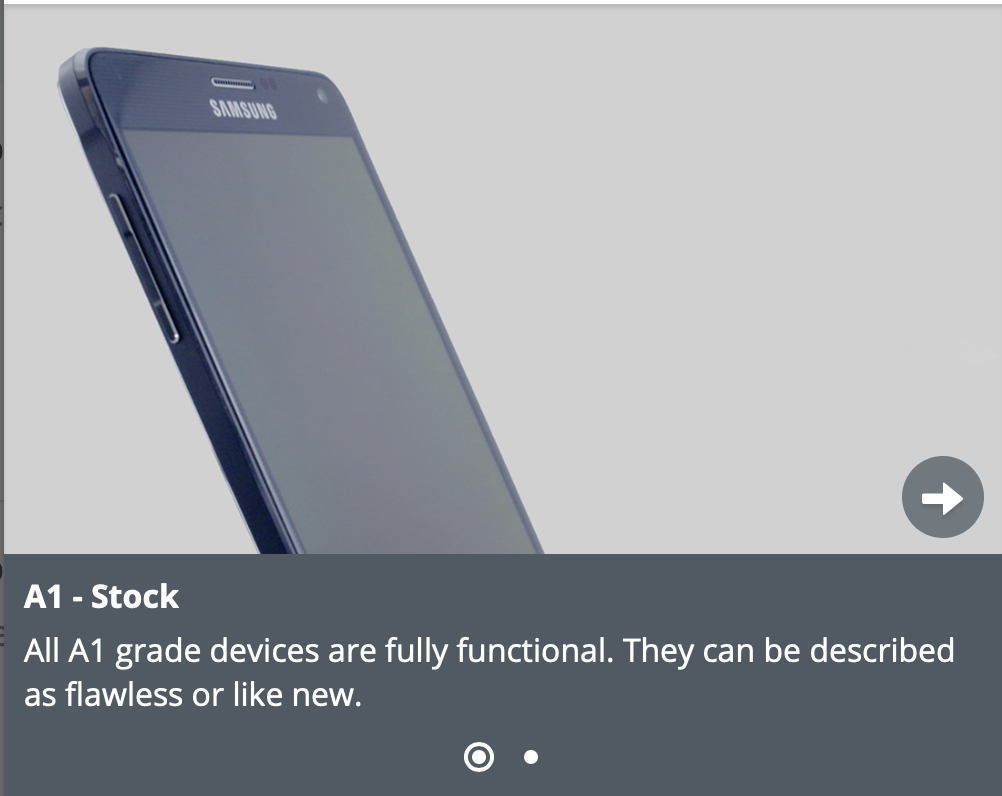 SAMSUNG
A1 - Stock
All A1 grade devices are fully functional. They can be described
as flawless or like new.